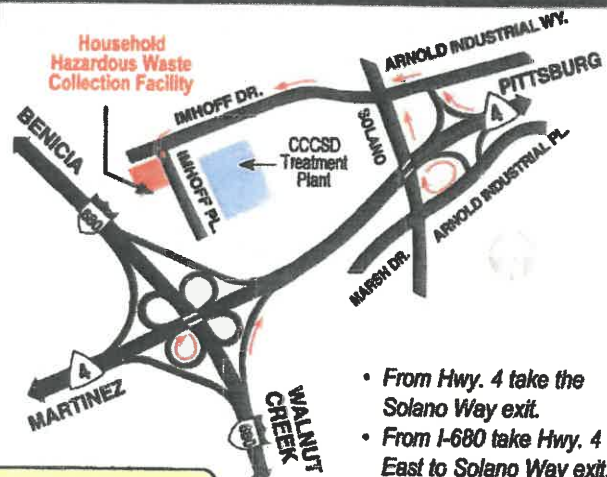 Household
Hazardous Waste
Collection Facility
ARNOLD INDUSTRIAL WY.
PITTSBURG
4
IMHOFF DR.
SOLANO
BENICIA
IMHOFF PL.
CCCSD
Treatment
Plant
ARNOLD INDUSTRIAL PL.
680
MARSH DR.
4
MARTINEZ
WALNUT
CREEK
680
• From Hwy. 4 take the
Solano Way exit.
• From I-680 take Hwy. 4
East to Solano Way exit.